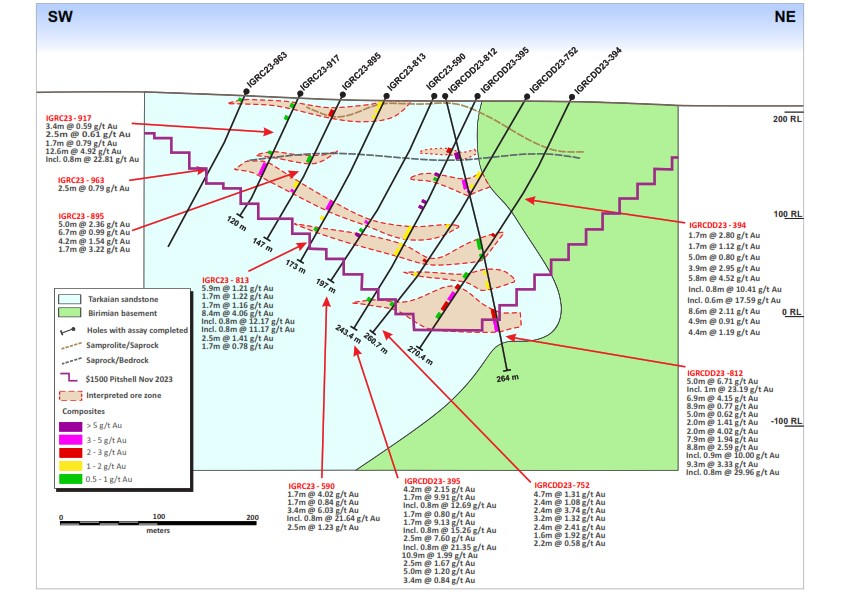 SW
NE
IGRC23-963
IGRC23-917
IGRC23-895
IGRC23-813
IGRC23-590
IGRCDD23-812
IGRCDD23-395
IGRCDD23-752
IGRCDD23-394
200 RL
100 RL
0 RL
-100 RL
IGRC23 -917
3.4m @ 0.59 g/t Au
2.5m @ 0.61 g/t Au
1.7m @ 0.79 g/t Au
12.6m @ 4.92 g/t Au
Incl. 0.8m @ 22.81 g/t Au
IGRC23 - 963
2.5m @ 0.79 g/t Au
IGRC23 -895
5.0m @ 2.36 g/t Au
6.7m @ 0.99 g/t Au
4.2m @ 1.54 g/t Au
1.7m @ 3.22 g/t Au
120 m
147 m
173 m
197 m
243.4 m
260.7 m
270.4 m
264 m
IGRC23 - 813
5.9m @ 1.21 g/t Au
1.7m @ 1.22 g/t Au
1.7m @ 1.16 g/t Au
8.4m @ 4.06 g/t Au
Incl. 0.8m @ 12.17 g/t Au
Incl. 0.8m @ 11.17 g/t Au
2.5m @ 1.41 g/t Au
1.7m @ 0.78 g/t Au
IGRCDD23 - 394
1.7m @ 2.80 g/t Au
1.7m @ 1.12 g/t Au
5.0m @ 0.80 g/t Au
3.9m @ 2.95 g/t Au
5.8m @ 4.52 g/t Au
Incl. 0.8m @ 10.41 g/t Au
Incl. 0.6m @ 17.59 g/t Au
8.6m @ 2.11 g/t Au
4.9m @ 0.91 g/t Au
4.4m @ 1.19 g/t Au
IGRCDD23 -812
5.0m @ 6.71 g/t Au
Incl. 1m @ 23.19 g/t Au
6.9m @ 4.15 g/t Au
8.9m @ 0.77 g/t Au
5.0m @ 0.62 g/t Au
2.0m @ 1.41 g/t Au
2.0m @ 4.02 g/t Au
7.9m @ 1.94 g/t Au
8.8m @ 2.59 g/t Au
Incl. 0.9m @ 10.00 g/t Au
9.3m @ 3.33 g/t Au
Incl. 0.8m @ 29.96 g/t Au
Tarkaian sandstone
Birimian basement
Holes with assay completed
Samprolite/Saprock
Saprock/Bedrock
$1500 Pitshell Nov 2023
Interpreted ore zone
Composites
> 5 g/t Au
3 - 5 g/t Au
2 - 3 g/t Au
1 - 2 g/t Au
0.5 - 1 g/t Au
0
100
200
meters
IGRC23 - 590
1.7m @ 4.02 g/t Au
1.7m @ 0.84 g/t Au
3.4m @ 6.03 g/t Au
Incl. 0.8m @ 21.64 g/t Au
2.5m @ 1.23 g/t Au
IGRCDD23- 395
4.2m @ 2.15 g/t Au
1.7m @ 9.91 g/t Au
Incl. 0.8m @ 12.69 g/t Au
1.7m @ 0.80 g/t Au
1.7m @ 9.13 g/t Au
Incl. 0.8m @ 15.26 g/t Au
2.5m @ 7.60 g/t Au
Incl. 0.8m @ 21.35 g/t Au
10.9m @ 1.99 g/t Au
2.5m @ 1.67 g/t Au
5.0m @ 1.20 g/t Au
3.4m @ 0.84 g/t Au
IGRCDD23-752
4.7m @ 1.31 g/t Au
2.4m @ 1.08 g/t Au
2.4m @ 3.74 g/t Au
3.2m @ 1.32 g/t Au
2.4m @ 2.41 g/t Au
1.6m @ 1.92 g/t Au
2.2m @ 0.58 g/t Au